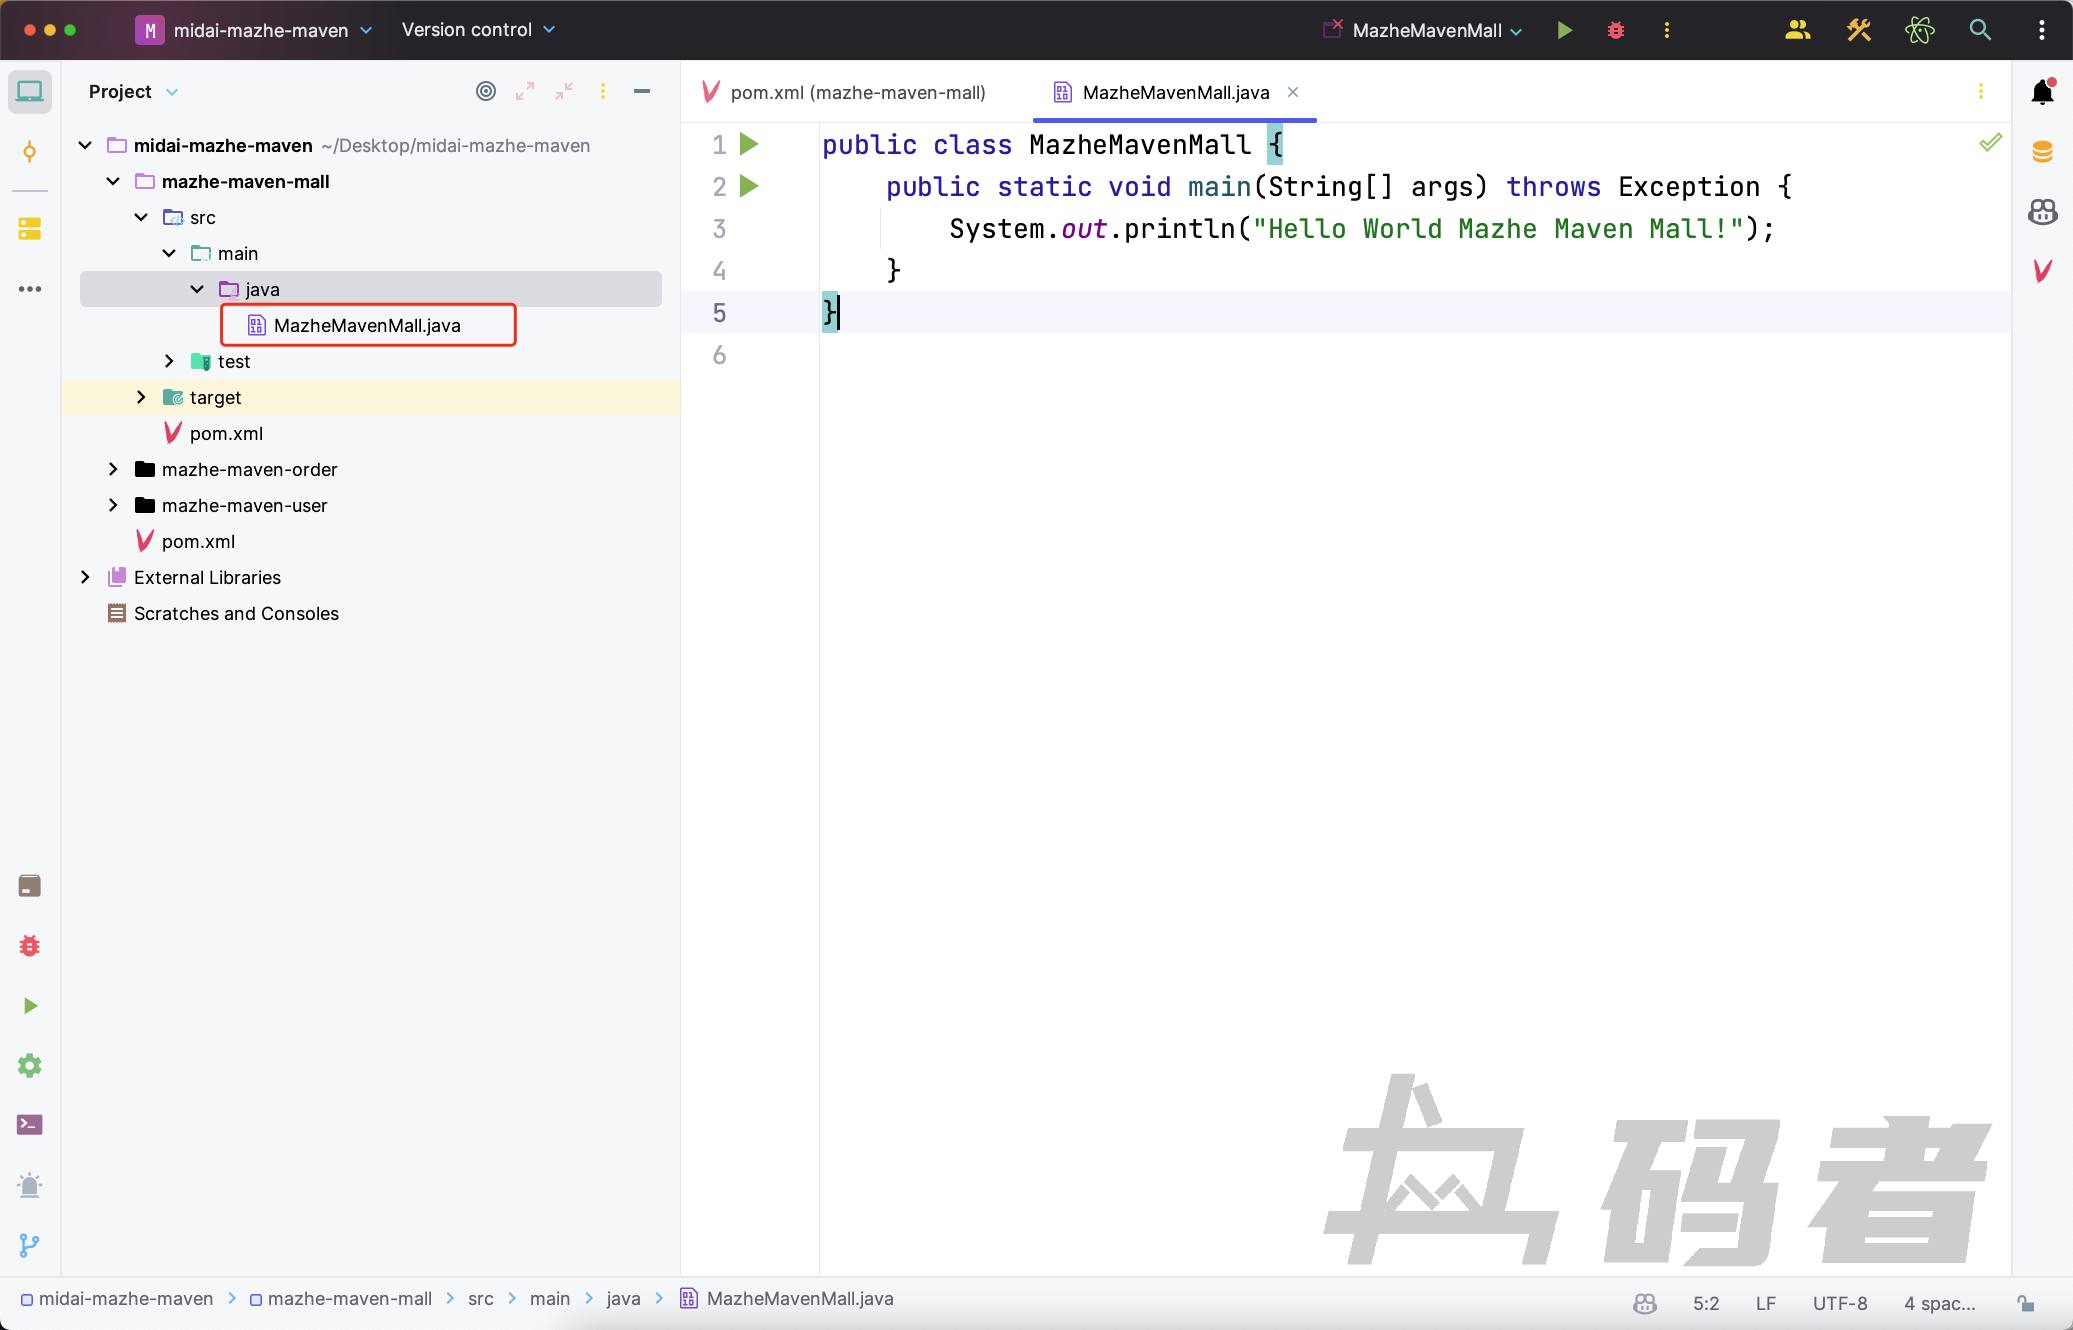 M midai-mazhe-maven Version control MazheMavenMall
Project
midai-mazhe-maven ~/Desktop/midai-mazhe-maven
mazhe-maven-mall
src
main
java
MazheMavenMall.java
test
target
pom.xml
mazhe-maven-order
mazhe-maven-user
pom.xml
External Libraries
Scratches and Consoles
pom.xml (mazhe-maven-mall) MazheMavenMall.java
1 public class MazheMavenMall {
2     public static void main(String[] args) throws Exception {
3         System.out.println("Hello World Mazhe Maven Mall!");
4     }
5 }
6
码者
midai-mazhe-maven > mazhe-maven-mall > src > main > java > MazheMavenMall.java 5:2 LF UTF-8 4 spac...